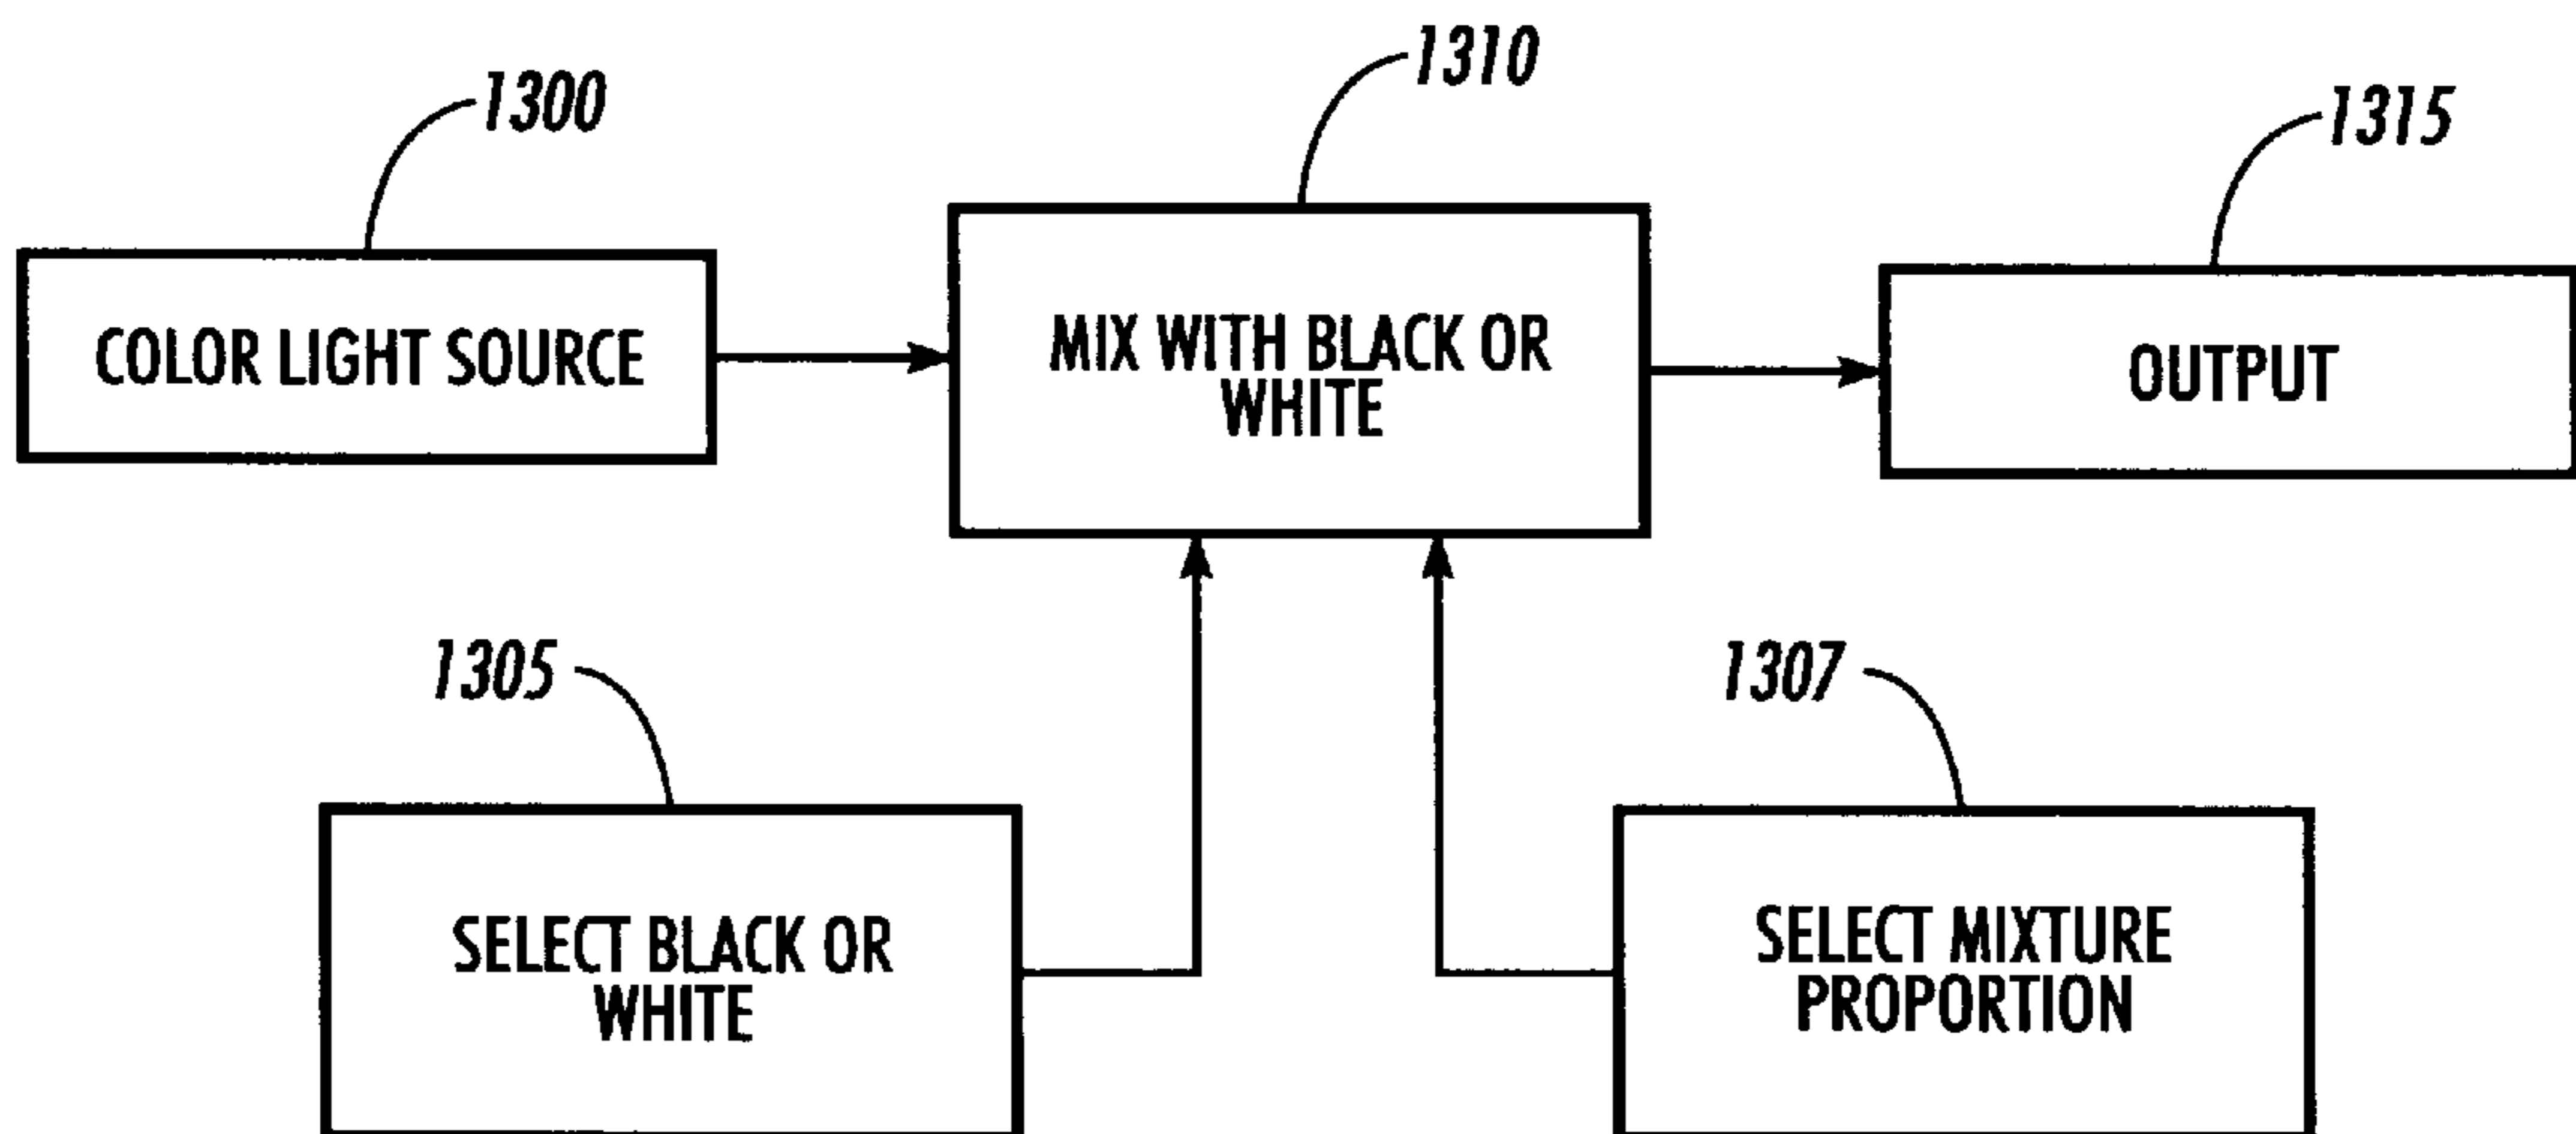 1300
1310
1315
COLOR LIGHT SOURCE
MIX WITH BLACK OR
WHITE
OUTPUT
1305
1307
SELECT BLACK OR
WHITE
SELECT MIXTURE
PROPORTION